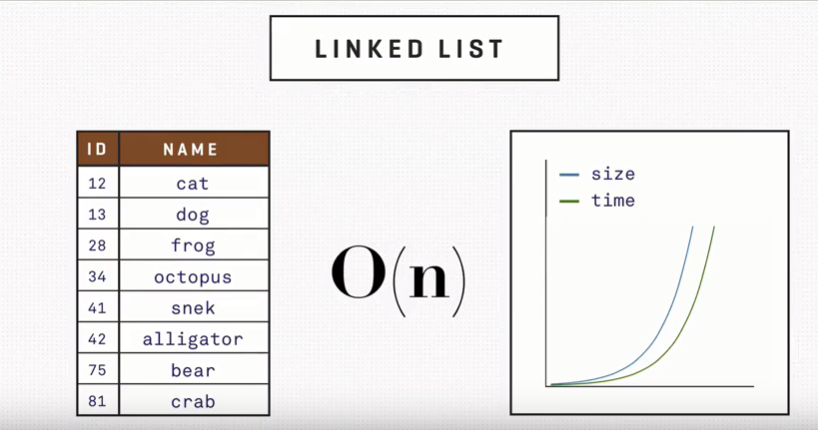 LINKED LIST
ID NAME
12 cat
13 dog
28 frog
34 octopus
41 snek
42 alligator
75 bear
81 crab
O(n)
size
time